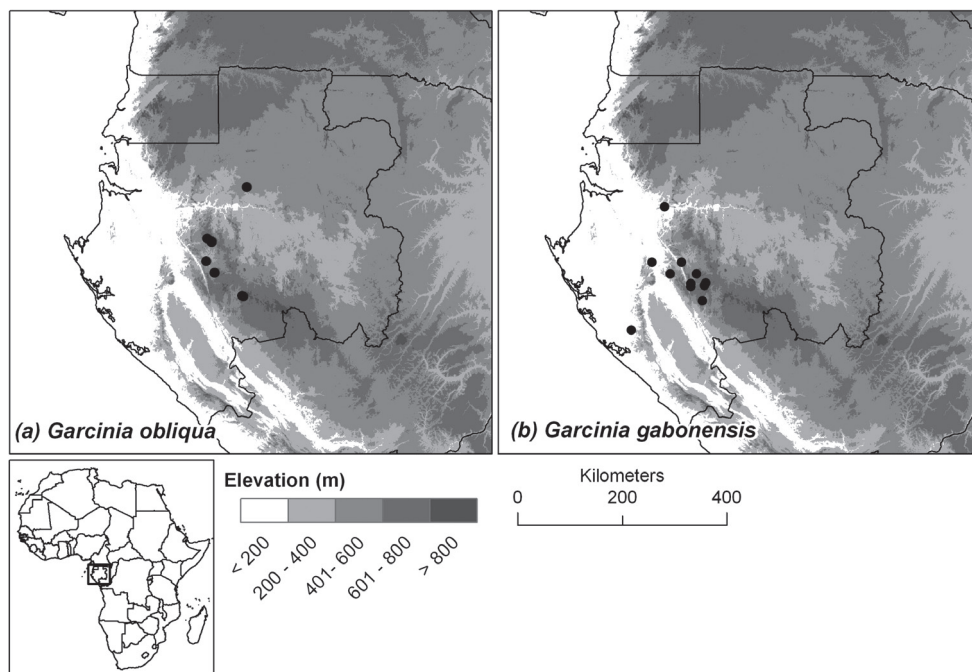 (a) Garcinia obliqua
(b) Garcinia gabonensis
Elevation (m)
< 200
200 - 400
401- 600
601 - 800
> 800
Kilometers
0 200 400